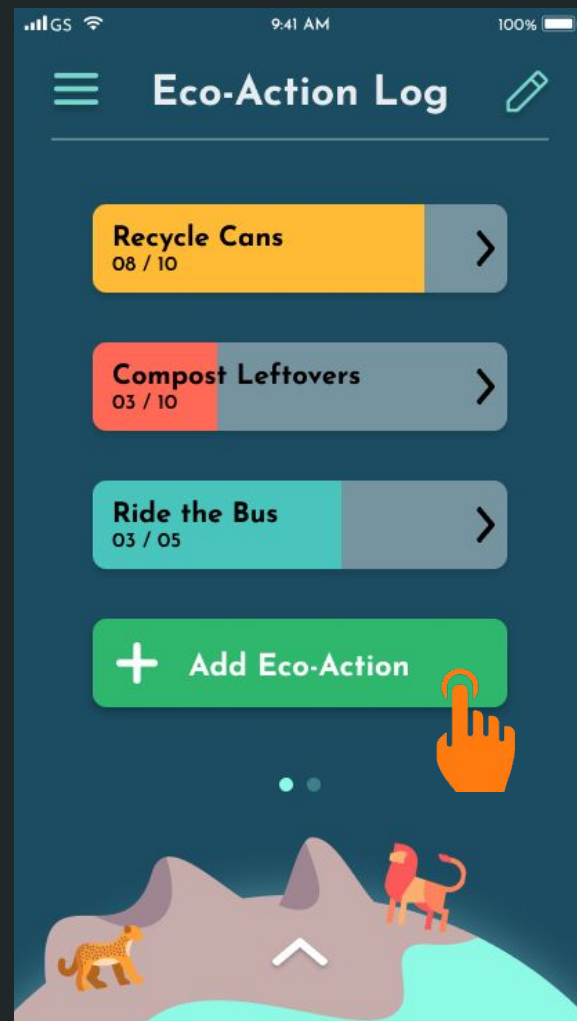 GS 9:41 AM 100%
Eco-Action Log
Recycle Cans
08 / 10
Compost Leftovers
03 / 10
Ride the Bus
03 / 05
Add Eco-Action